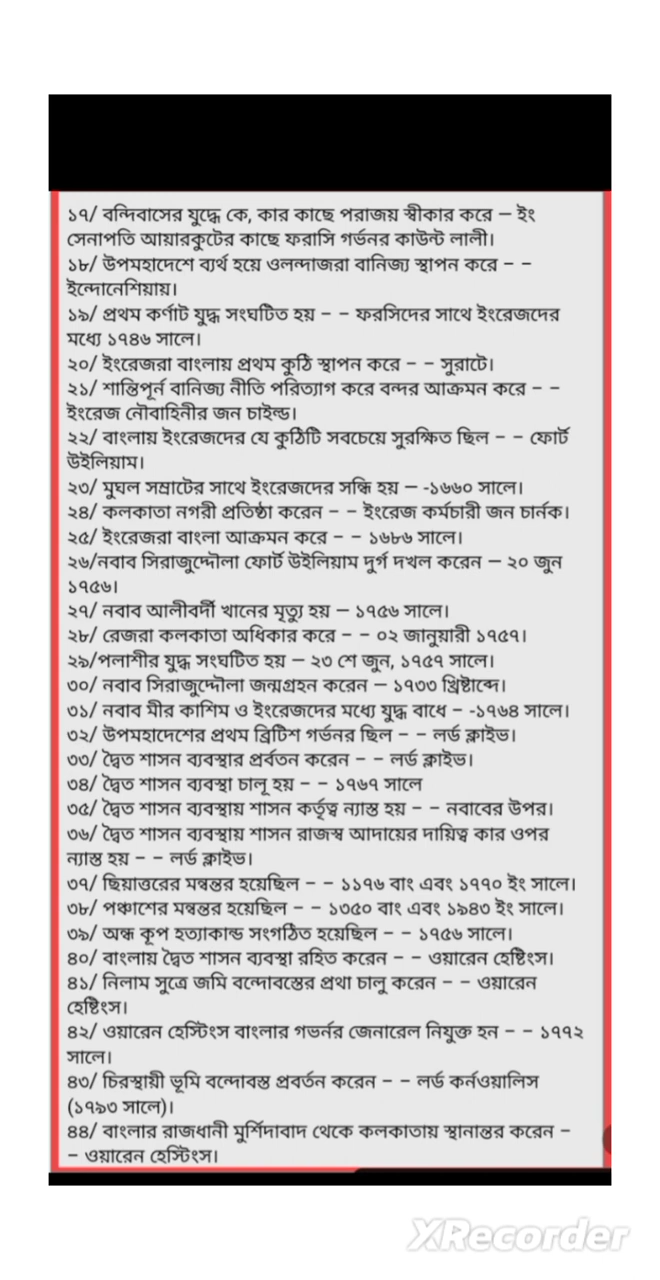 ১৭/ বন্দিবাসের যুদ্ধে কে, কার কাছে পরাজয় স্বীকার করে – ইং
সেনাপতি আয়ারকুটের কাছে ফরাসি গর্ভনর কাউন্ট লালী।
১৮/ উপমহাদেশে ব্যর্থ হয়ে ওলন্দাজরা বানিজ্য স্থাপন করে - -
ইন্দোনেশিয়ায়।
১৯/ প্রথম কর্ণাট যুদ্ধ সংঘটিত হয় - - ফরসিদের সাথে ইংরেজদের
মধ্যে ১৭৪৬ সালে।
২০/ ইংরেজরা বাংলায় প্রথম কুঠি স্থাপন করে - - সুরাটে।
২১/ শান্তিপূর্ন বানিজ্য নীতি পরিত্যাগ করে বন্দর আক্রমন করে - -
ইংরেজ নৌবাহিনীর জন চাইল্ড।
২২/ বাংলায় ইংরেজদের যে কুঠিটি সবচেয়ে সুরক্ষিত ছিল - - ফোর্ট
উইলিয়াম।
২৩/ মুঘল সম্রাটের সাথে ইংরেজদের সন্ধি হয় – -১৬৬০ সালে।
২৪/ কলকাতা নগরী প্রতিষ্ঠা করেন - - ইংরেজ কর্মচারী জন চার্নক।
২৫/ ইংরেজরা বাংলা আক্রমন করে - - ১৬৮৬ সালে।
২৬/নবাব সিরাজুদ্দৌলা ফোর্ট উইলিয়াম দুর্গ দখল করেন – ২০ জুন
১৭৫৬।
২৭/ নবাব আলীবর্দী খানের মৃত্যু হয় – ১৭৫৬ সালে।
২৮/ রেজরা কলকাতা অধিকার করে - - ০২ জানুয়ারী ১৭৫৭।
২৯/পলাশীর যুদ্ধ সংঘটিত হয় – ২৩ শে জুন, ১৭৫৭ সালে।
৩০/ নবাব সিরাজুদ্দৌলা জন্মগ্রহন করেন – ১৭৩৩ খ্রিষ্টাব্দে।
৩১/ নবাব মীর কাশিম ও ইংরেজদের মধ্যে যুদ্ধ বাধে - -১৭৬৪ সালে।
৩২/ উপমহাদেশের প্রথম ব্রিটিশ গর্ভনর ছিল - - লর্ড ক্লাইভ।
৩৩/ দ্বৈত শাসন ব্যবস্থার প্রর্বতন করেন - - লর্ড ক্লাইভ।
৩৪/ দ্বৈত শাসন ব্যবস্থা চালু হয় - - ১৭৬৭ সালে
৩৫/ দ্বৈত শাসন ব্যবস্থায় শাসন কর্তৃত্ব ন্যাস্ত হয় - - নবাবের উপর।
৩৬/ দ্বৈত শাসন ব্যবস্থায় শাসন রাজস্ব আদায়ের দায়িত্ব কার ওপর
ন্যাস্ত হয় - - লর্ড ক্লাইভ।
৩৭/ ছিয়াত্তরের মন্বন্তর হয়েছিল - - ১১৭৬ বাং এবং ১৭৭০ ইং সালে।
৩৮/ পঞ্চাশের মন্বন্তর হয়েছিল - - ১৩৫০ বাং এবং ১৯৪৩ ইং সালে।
৩৯/ অন্ধ কূপ হত্যাকান্ড সংগঠিত হয়েছিল - - ১৭৫৬ সালে।
৪০/ বাংলায় দ্বৈত শাসন ব্যবস্থা রহিত করেন - - ওয়ারেন হেষ্টিংস।
৪১/ নিলাম সুত্রে জমি বন্দোবস্তের প্রথা চালু করেন - - ওয়ারেন
হেষ্টিংস।
৪২/ ওয়ারেন হেস্টিংস বাংলার গভর্নর জেনারেল নিযুক্ত হন - - ১৭৭২
সালে।
৪৩/ চিরস্থায়ী ভূমি বন্দোবস্ত প্রবর্তন করেন - - লর্ড কর্নওয়ালিস
(১৭৯৩ সালে)।
৪৪/ বাংলার রাজধানী মুর্শিদাবাদ থেকে কলকাতায় স্থানান্তর করেন -
- ওয়ারেন হেস্টিংস।
XRecorder